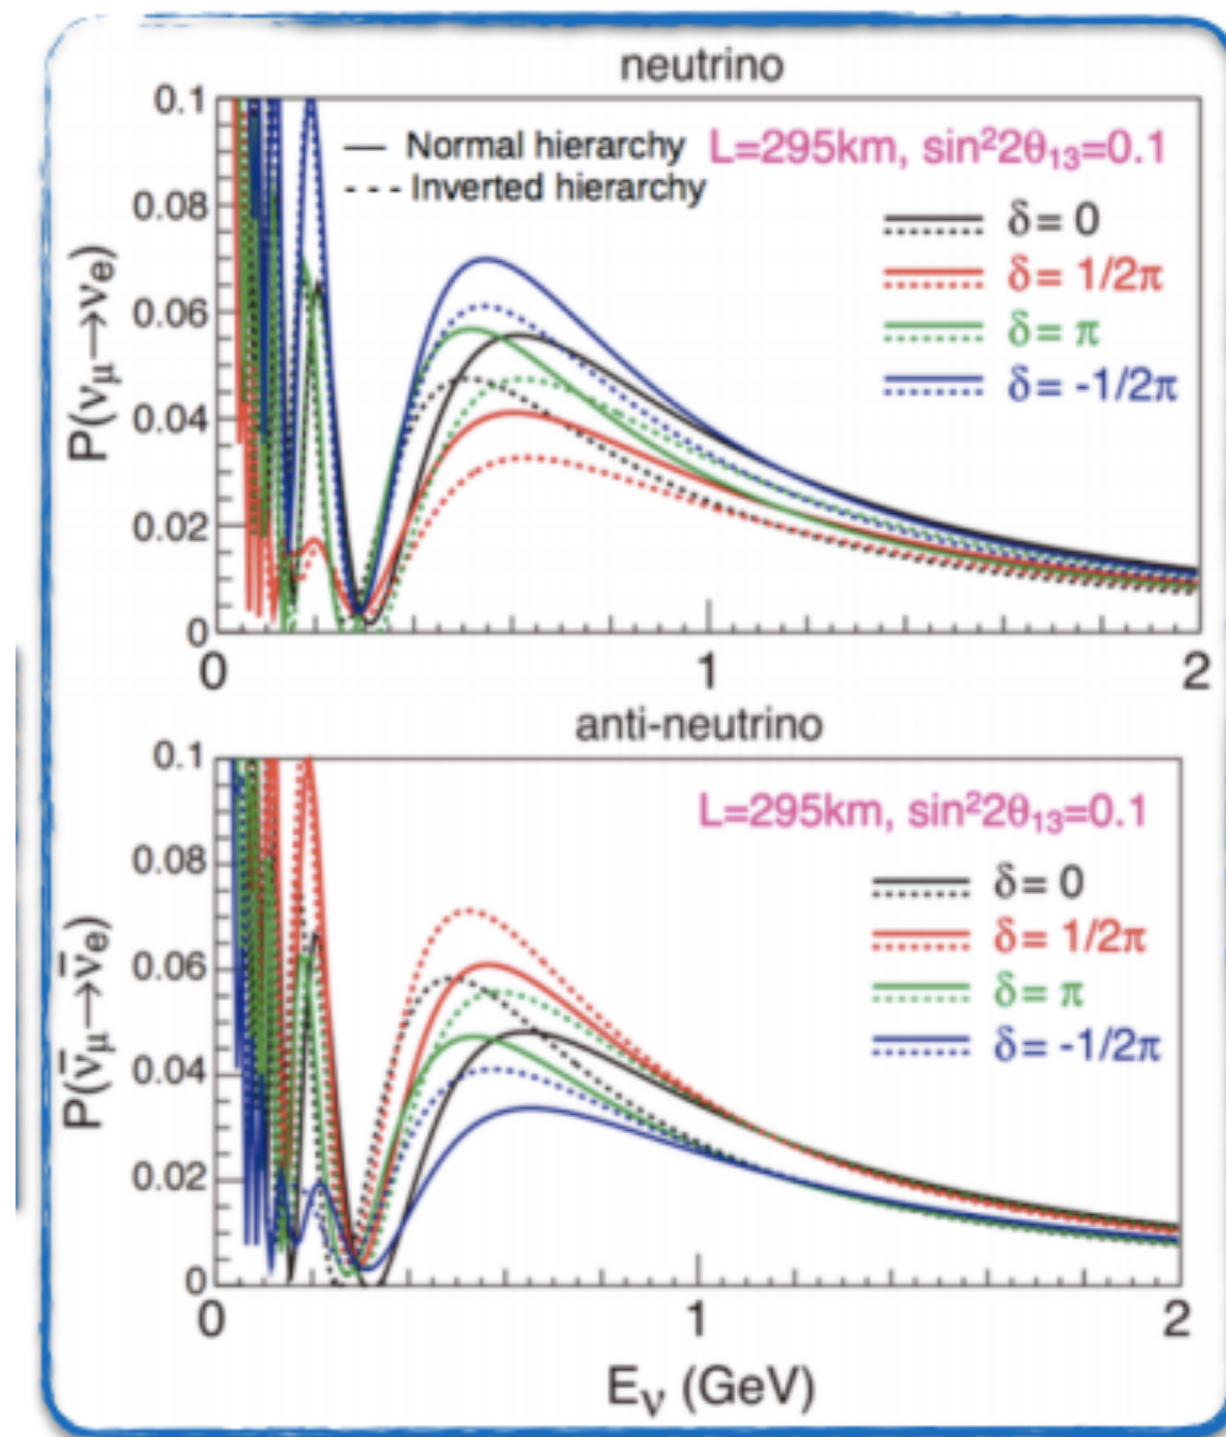 neutrino
0.1
Normal hierarchy
L=295km, sin²2θ₁₃=0.1
Inverted hierarchy
0.08
δ= 0
δ= 1/2π
0.06
δ= π
δ= -1/2π
0.04
0.02
0
P(νμ→νe)
0 1 2
anti-neutrino
0.1
L=295km, sin²2θ₁₃=0.1
0.08
δ= 0
δ= 1/2π
0.06
δ= π
δ= -1/2π
0.04
0.02
0
P(ν̅μ→ν̅e)
0 1 2
Eν (GeV)